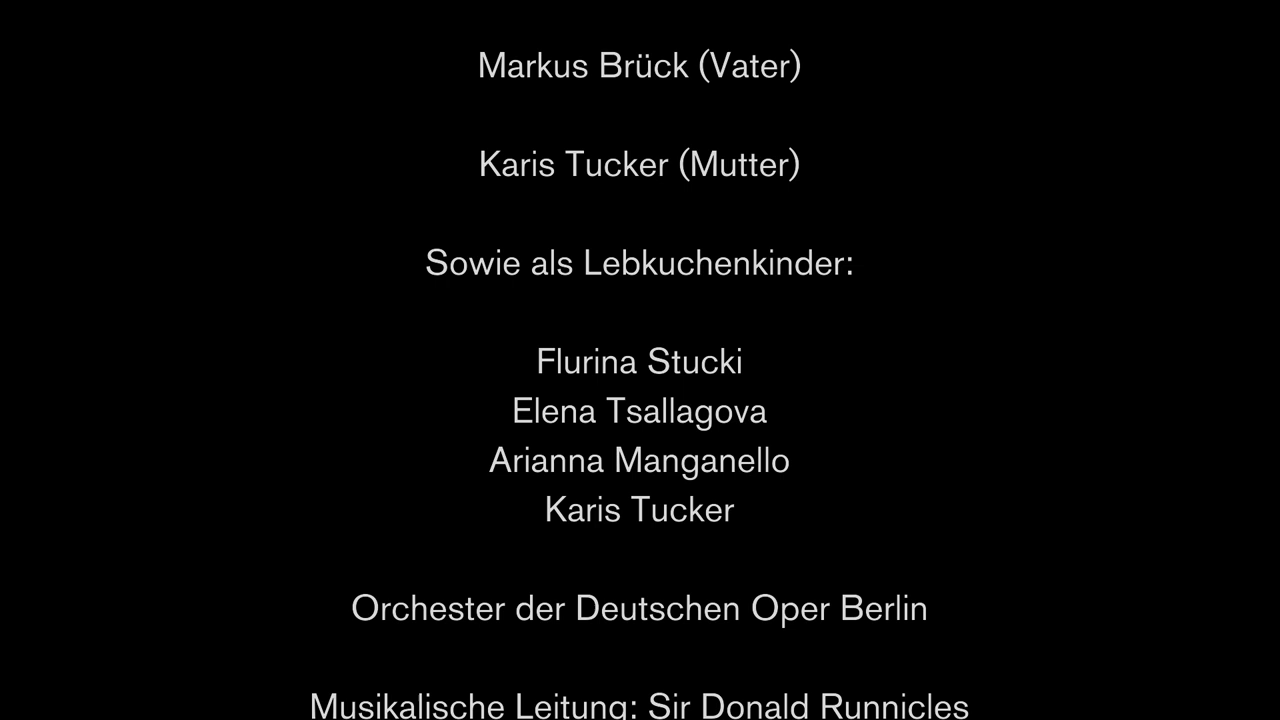 Markus Brück (Vater)
Karis Tucker (Mutter)
Sowie als Lebkuchenkinder:
Flurina Stucki
Elena Tsallagova
Arianna Manganello
Karis Tucker
Orchester der Deutschen Oper Berlin
Musikalische Leitung: Sir Donald Runnicles